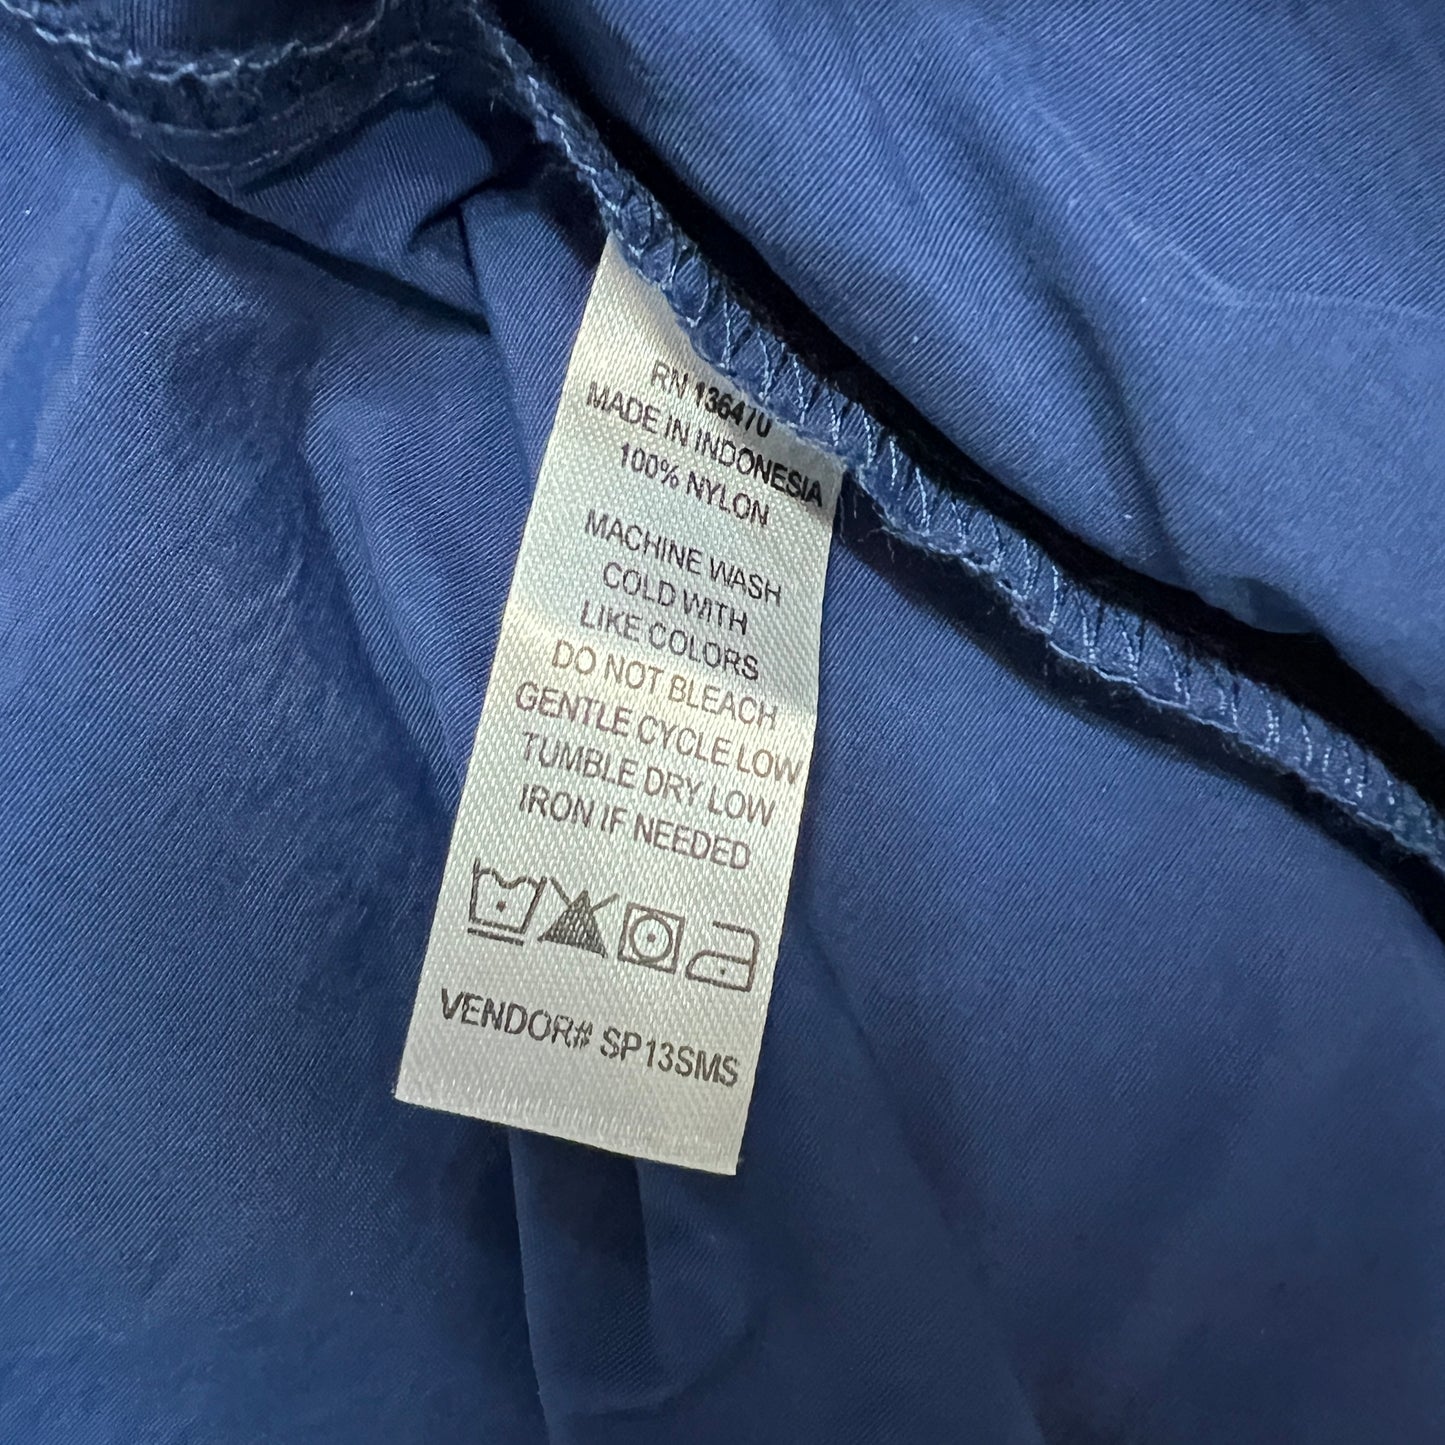 RN 136470
MADE IN INDONESIA
100% NYLON
MACHINE WASH
COLD WITH
LIKE COLORS
DO NOT BLEACH
GENTLE CYCLE LOW
TUMBLE DRY LOW
IRON IF NEEDED
VENDOR# SP13SMS